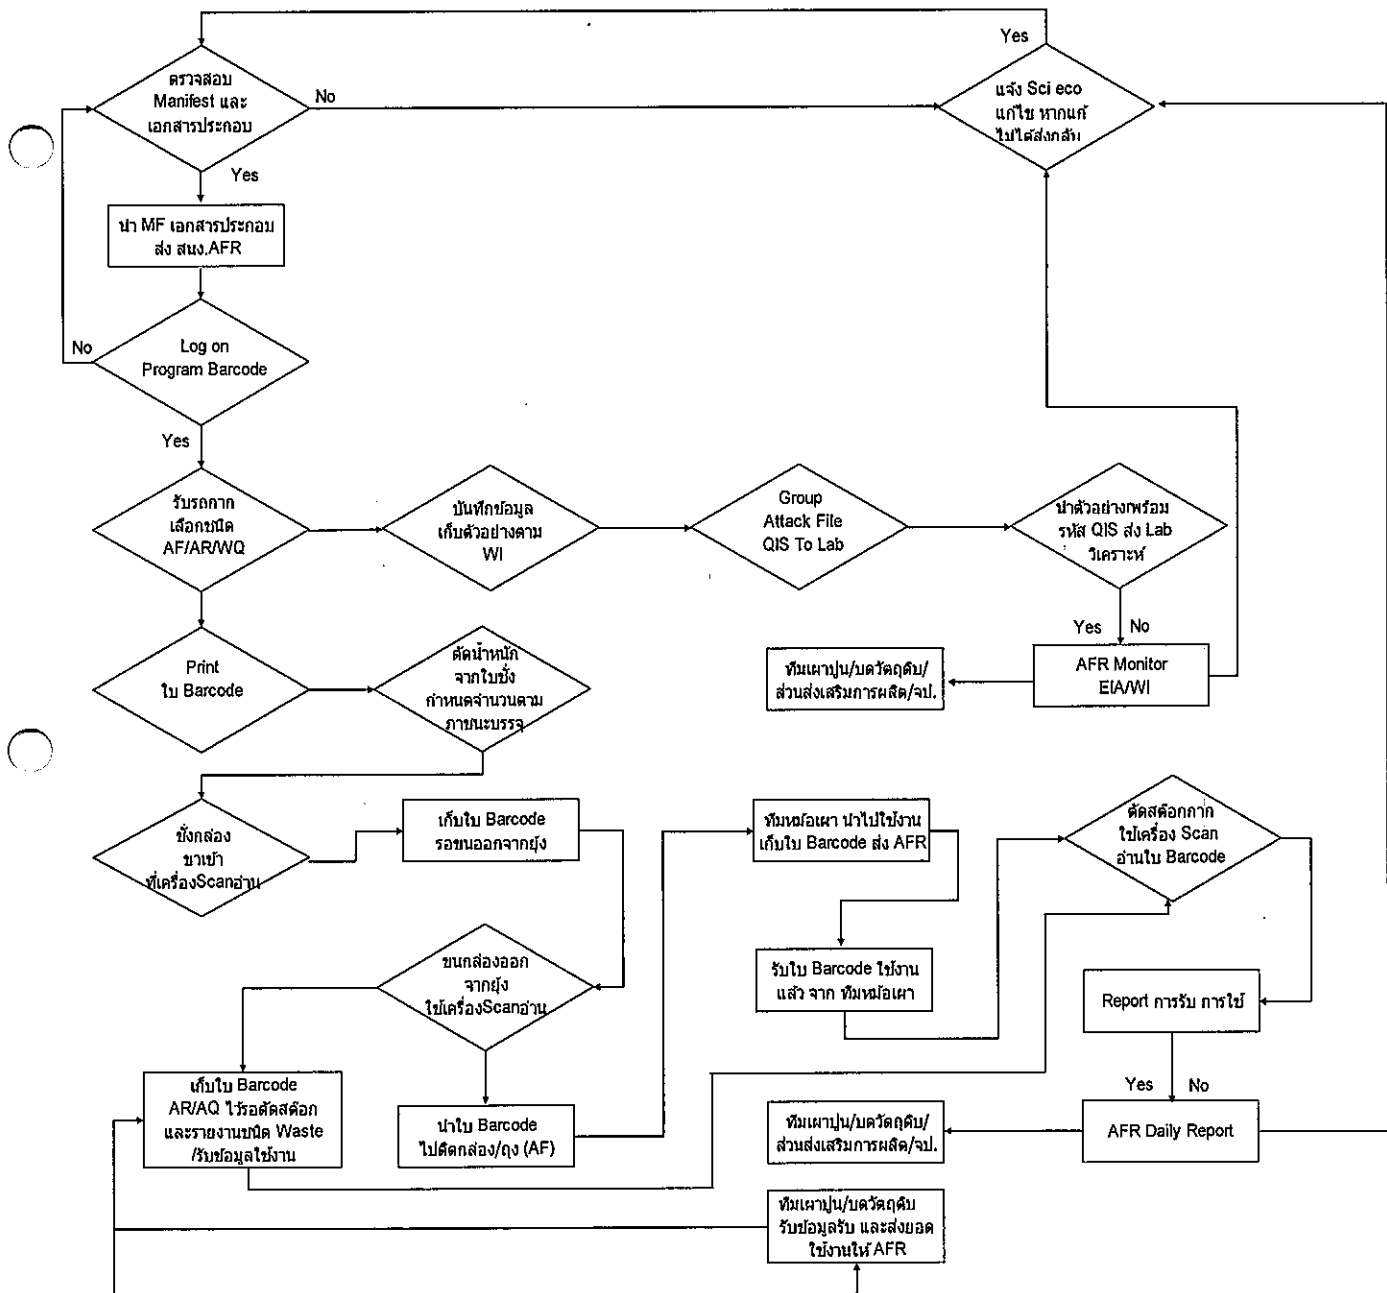 Yes
ตรวจสอบ
Manifest และ
เอกสารประกอบ
No
แจ้ง Sci eco
แก้ไข หากแก้
ไม่ได้ส่งกลับ
Yes
นำ MF เอกสารประกอบ
ส่ง สนง.AFR
No
Log on
Program Barcode
Yes
รับรถกาก
เลือกชนิด
AF/AR/WQ
บันทึกข้อมูล
เก็บตัวอย่างตาม
WI
Group
Attack File
QIS To Lab
นำตัวอย่างพร้อม
รหัส QIS ส่ง Lab
วิเคราะห์
Yes No
Print
ใบ Barcode
ตัดน้ำหนัก
จากใบชั่ง
กำหนดจำนวนตาม
ภาชนะบรรจุ
ทีมเผาปูน/บดวัตถุดิบ/
ส่วนส่งเสริมการผลิต/จป.
AFR Monitor
EIA/WI
ชั่งกล่อง
ขาเข้า
ที่เครื่องScanอ่าน
เก็บใบ Barcode
รอขนออกจากยุ้ง
ทีมหม้อเผา นำไปใช้งาน
เก็บใบ Barcode ส่ง AFR
ตัดสต๊อกกาก
ใช้เครื่อง Scan
อ่านใบ Barcode
ขนกล่องออก
จากยุ้ง
ใช้เครื่องScanอ่าน
รับใบ Barcode ใช้งาน
แล้ว จาก ทีมหม้อเผา
Report การรับ การใช้
Yes No
เก็บใบ Barcode
AR/AQ ไว้รอตัดสต๊อก
และรายงานชนิด Waste
/รับข้อมูลใช้งาน
นำใบ Barcode
ไปติดกล่อง/ถุง (AF)
ทีมเผาปูน/บดวัตถุดิบ/
ส่วนส่งเสริมการผลิต/จป.
AFR Daily Report
ทีมเผาปูน/บดวัตถุดิบ
รับข้อมูลรับ และส่งยอด
ใช้งานให้ AFR